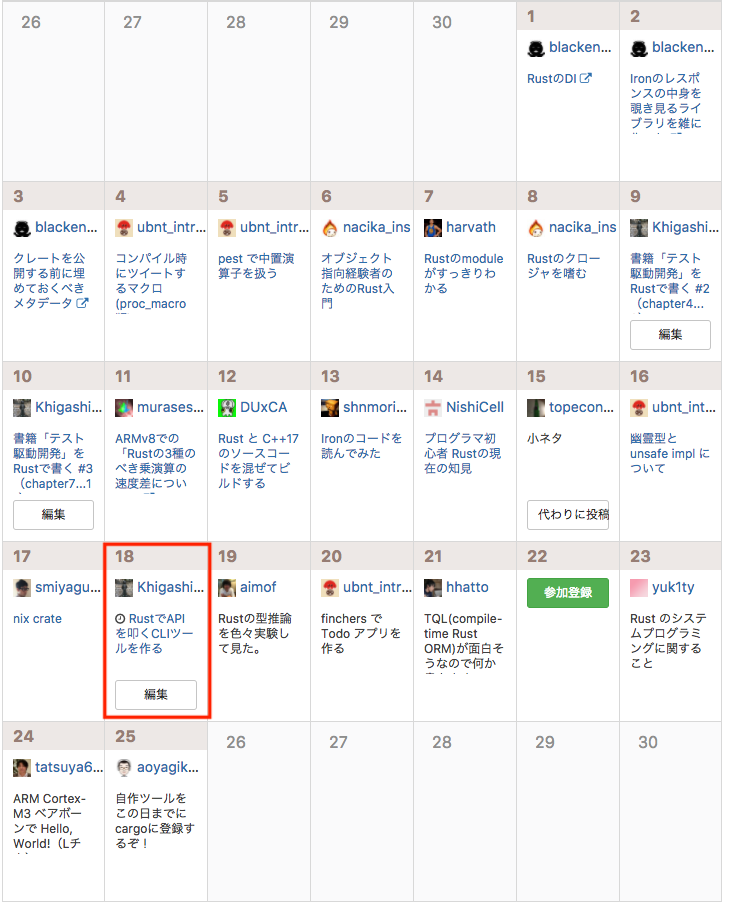 26
27
28
29
30
1
blacken...
RustのDI
2
blacken...
Ironのレスポ
ンスの中身を
覗き見るライ
ブラリを雑に
3
blacken...
クレートを公
開する前に埋
めておくべき
メタデータ
4
ubnt_intr...
コンパイル時
にツイートす
るマクロ
(proc_macro
5
ubnt_intr...
pest で中置演
算子を扱う
6
nacika_ins
オブジェクト
指向経験者の
ためのRust入
門
7
harvath
Rustのmodule
がすっきりわ
かる
8
nacika_ins
Rustのクロー
ジャを嗜む
9
Khigashi...
書籍「テスト
駆動開発」を
Rustで書く #2
（chapter4...
編集
10
Khigashi...
書籍「テスト
駆動開発」を
Rustで書く #3
（chapter7...1
編集
11
murases...
ARMv8での
「Rustの3種の
べき乗演算の
速度差につい
12
DUxCA
Rust と C++17
のソースコー
ドを混ぜてビ
ルドする
13
shnmori...
Ironのコードを
読んでみた
14
NishiCell
プログラマ初
心者 Rustの現
在の知見
15
topecon...
小ネタ
代わりに投稿
16
ubnt_int...
幽霊型と
unsafe impl に
ついて
17
smiyagu...
nix crate
18
Khigashi...
RustでAPI
を叩くCLIツー
ルを作る
編集
19
aimof
Rustの型推論
を色々実験し
て見た。
20
ubnt_intr...
finchers で
Todo アプリを
作る
21
hhatto
TQL(compile-
time Rust
ORM)が面白そ
うなので何か
22
参加登録
23
yuk1ty
Rust のシステ
ムプログラミ
ングに関する
こと
24
tatsuya6...
ARM Cortex-
M3 ベアボー
ンで Hello,
World!（Lチ
25
aoyagik...
自作ツールを
この日までに
cargoに登録す
るぞ！
26
27
28
29
30